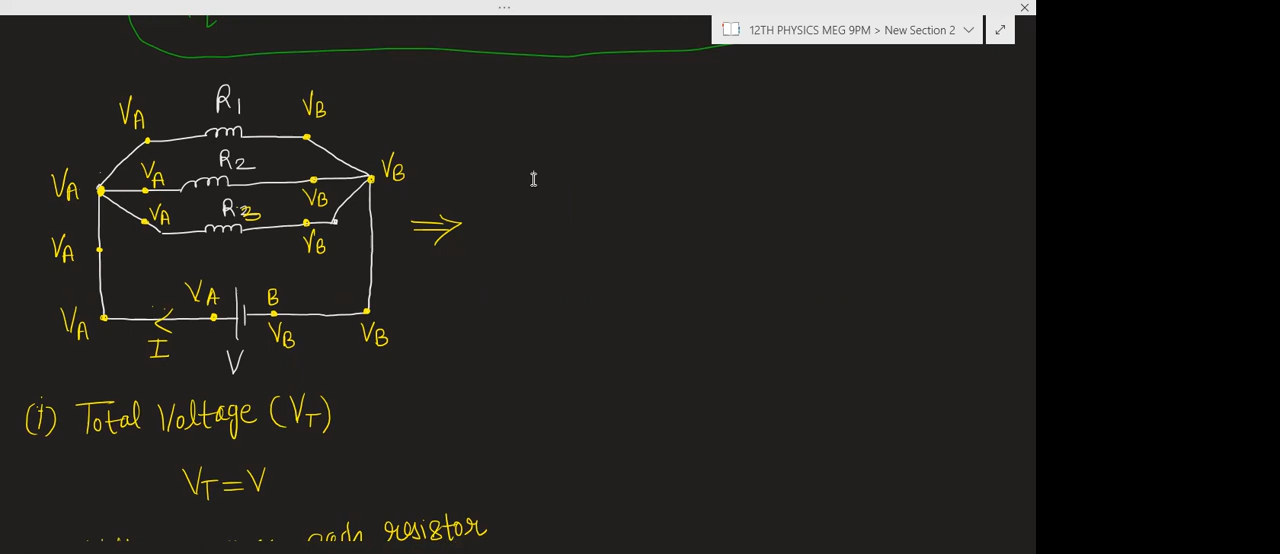 12TH PHYSICS MEG 9PM > New Section 2
R1
VA VB
R2
VA VA VB VB
R3
VA VB
VA
VA B
VA I VB VB
V
(i) Total Voltage (VT)
VT = V
each resistor